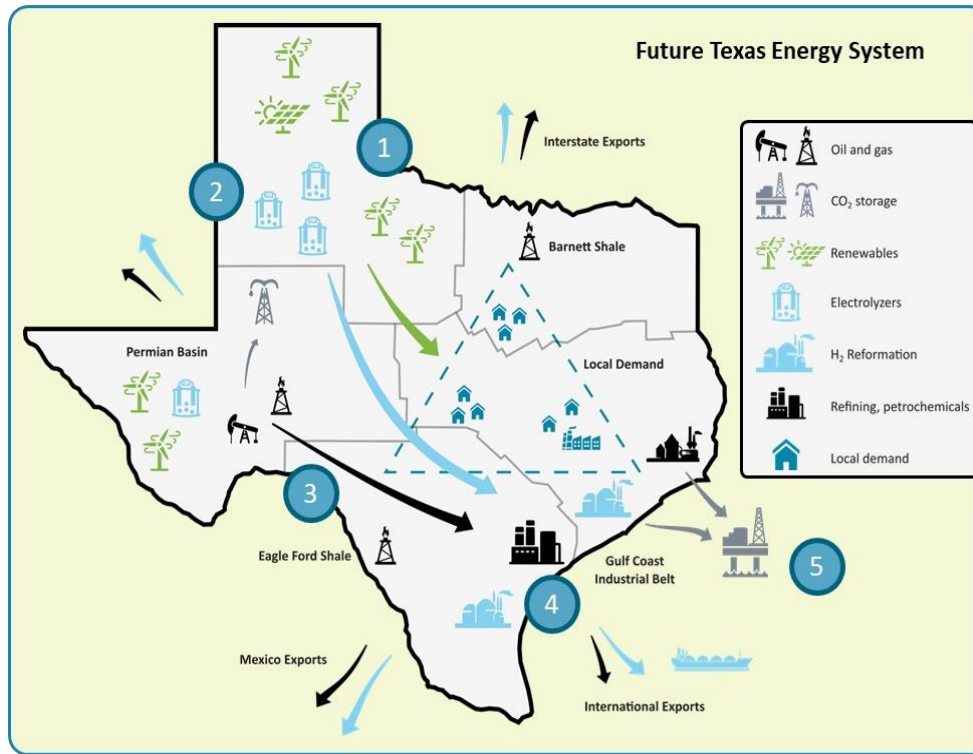 Future Texas Energy System
1
Interstate Exports
Oil and gas
CO₂ storage
2
Barnett Shale
Renewables
Electrolyzers
Permian Basin
Local Demand
H₂ Reformation
Refining, petrochemicals
Local demand
3
Eagle Ford Shale
Gulf Coast
Industrial Belt
5
4
Mexico Exports
International Exports